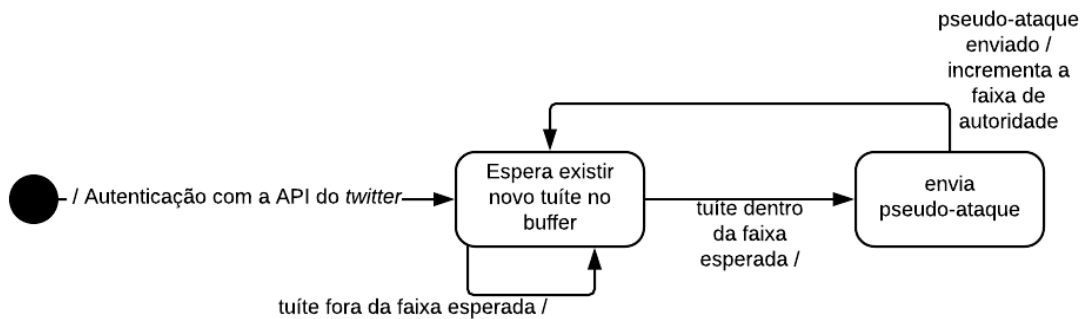 pseudo-ataque
enviado /
incrementa a
faixa de
autoridade
/ Autenticação com a API do twitter
Espera existir
novo tuíte no
buffer
tuíte dentro
da faixa
esperada /
envia
pseudo-ataque
tuíte fora da faixa esperada /